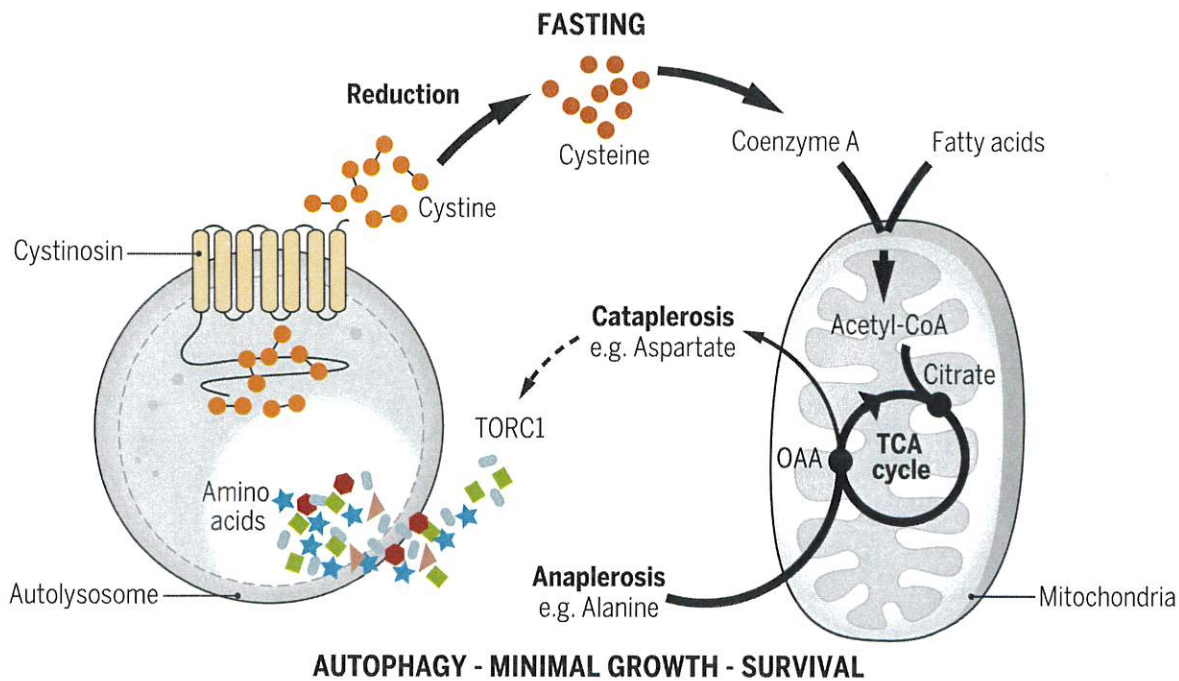 FASTING
Reduction
Cysteine
Coenzyme A
Fatty acids
Cystine
Cystinosin
Cataplerosis
e.g. Aspartate
Acetyl-CoA
Citrate
TORC1
OAA
TCA
cycle
Amino
acids
Anaplerosis
e.g. Alanine
Autolysosome
Mitochondria
AUTOPHAGY - MINIMAL GROWTH - SURVIVAL